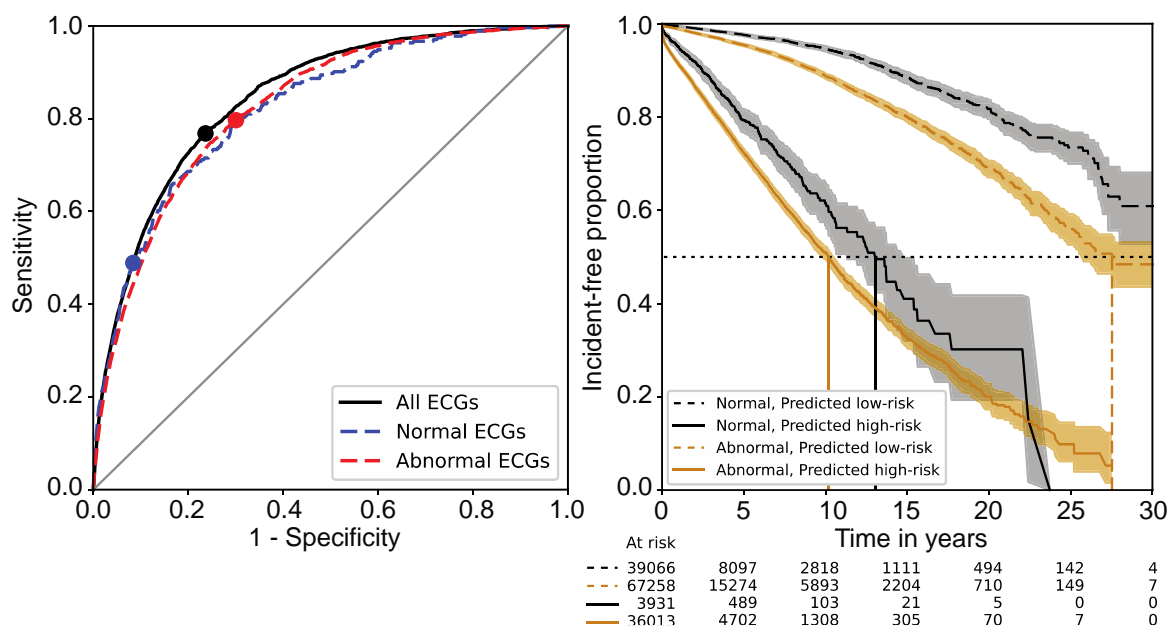 1.0
0.8
0.6
0.4
0.2
0.0
Sensitivity
0.0 0.2 0.4 0.6 0.8 1.0
1 - Specificity
All ECGs
Normal ECGs
Abnormal ECGs
1.0
0.8
0.6
0.4
0.2
0.0
Incident-free proportion
Normal, Predicted low-risk
Normal, Predicted high-risk
Abnormal, Predicted low-risk
Abnormal, Predicted high-risk
0 5 10 15 20 25 30
Time in years
At risk
39066 8097 2818 1111 494 142 4
67258 15274 5893 2204 710 149 7
3931 489 103 21 5 0 0
36013 4702 1308 305 70 7 0